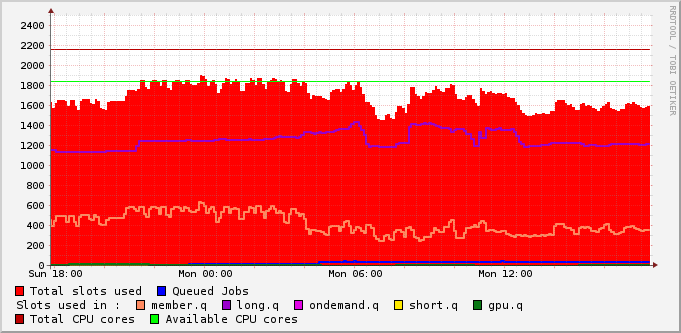 2400
2200
2000
1800
1600
1400
1200
1000
800
600
400
200
0
Sun 18:00 Mon 00:00 Mon 06:00 Mon 12:00
Total slots used Queued Jobs
Slots used in : member.q long.q ondemand.q short.q gpu.q
Total CPU cores Available CPU cores
RRDTOOL / TOBI OETIKER